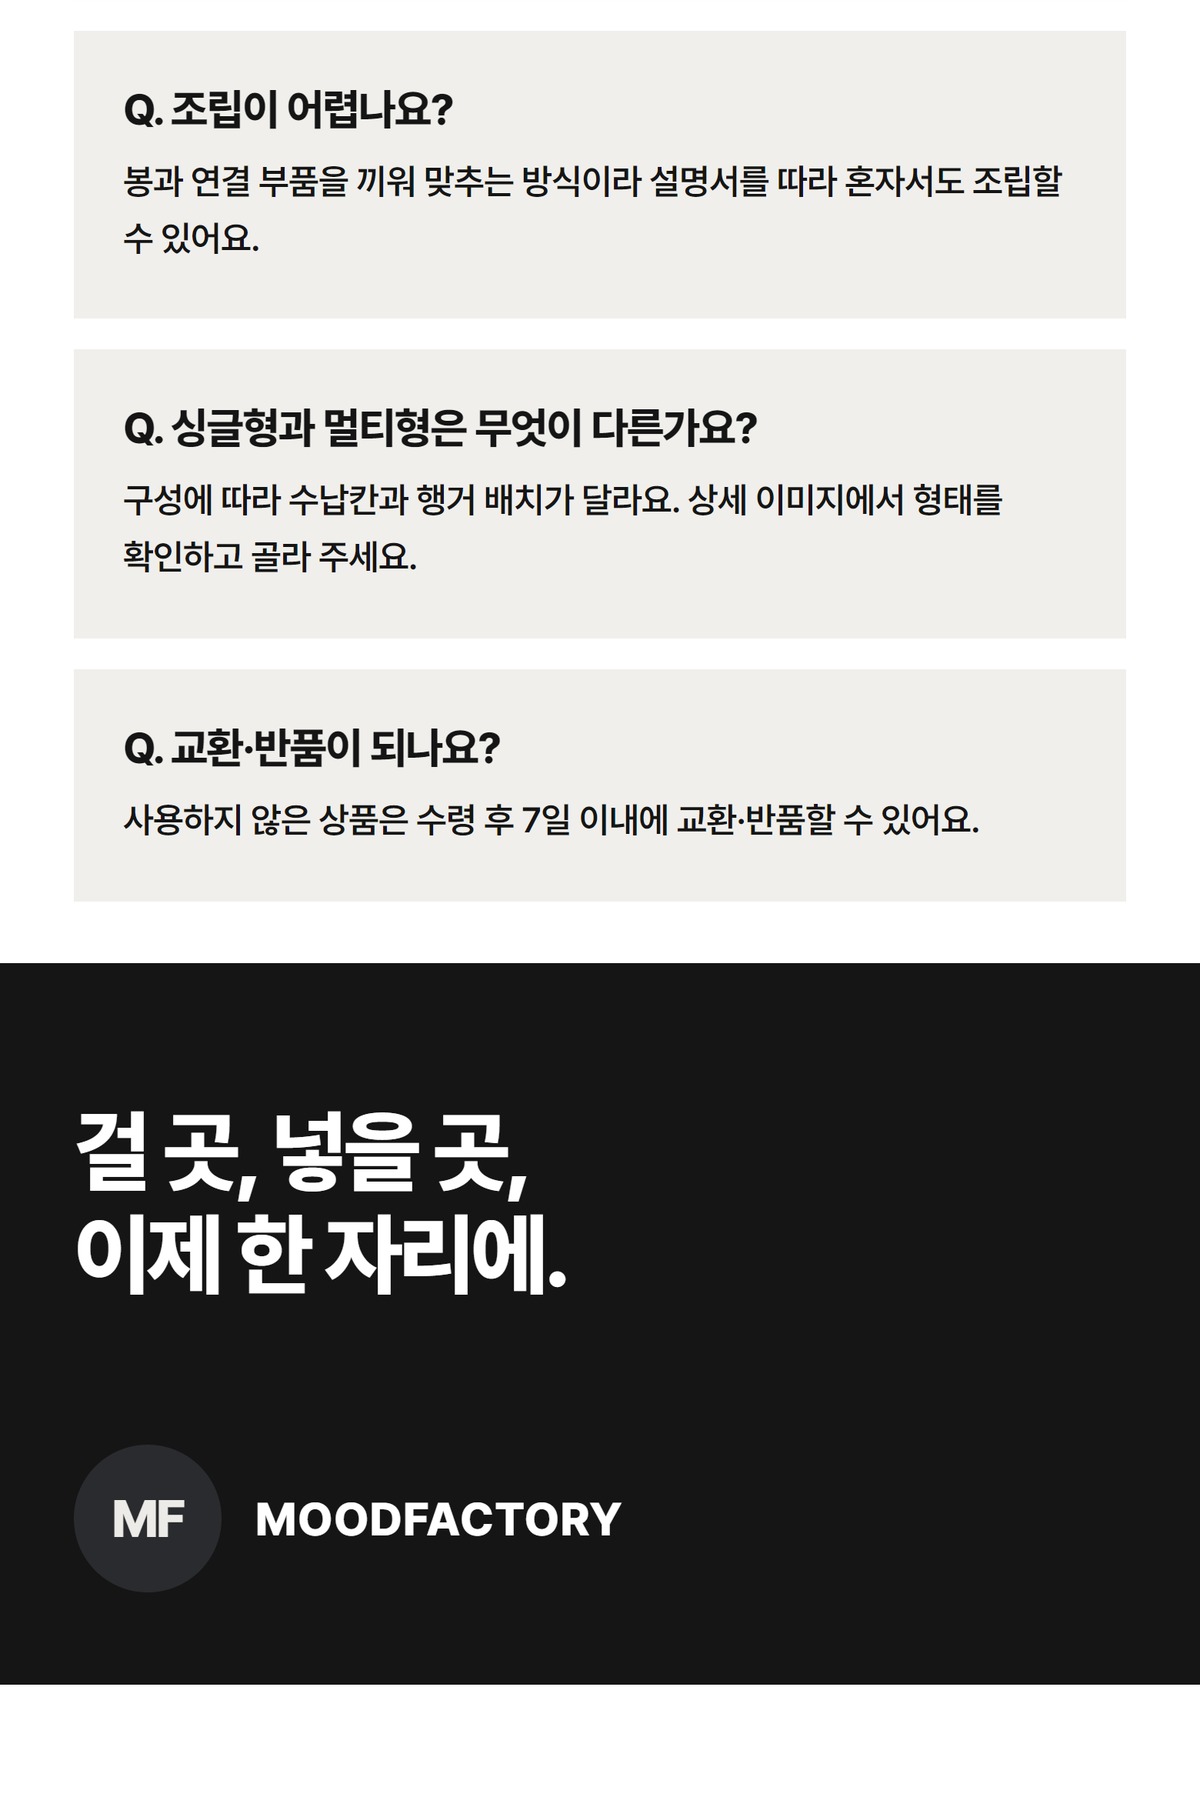 Q. 조립이 어렵나요?
봉과 연결 부품을 끼워 맞추는 방식이라 설명서를 따라 혼자서도 조립할
수 있어요.
Q. 싱글형과 멀티형은 무엇이 다른가요?
구성에 따라 수납칸과 행거 배치가 달라요. 상세 이미지에서 형태를
확인하고 골라 주세요.
Q. 교환·반품이 되나요?
사용하지 않은 상품은 수령 후 7일 이내에 교환·반품할 수 있어요.
걸 곳, 넣을 곳,
이제 한 자리에.
MF MOODFACTORY